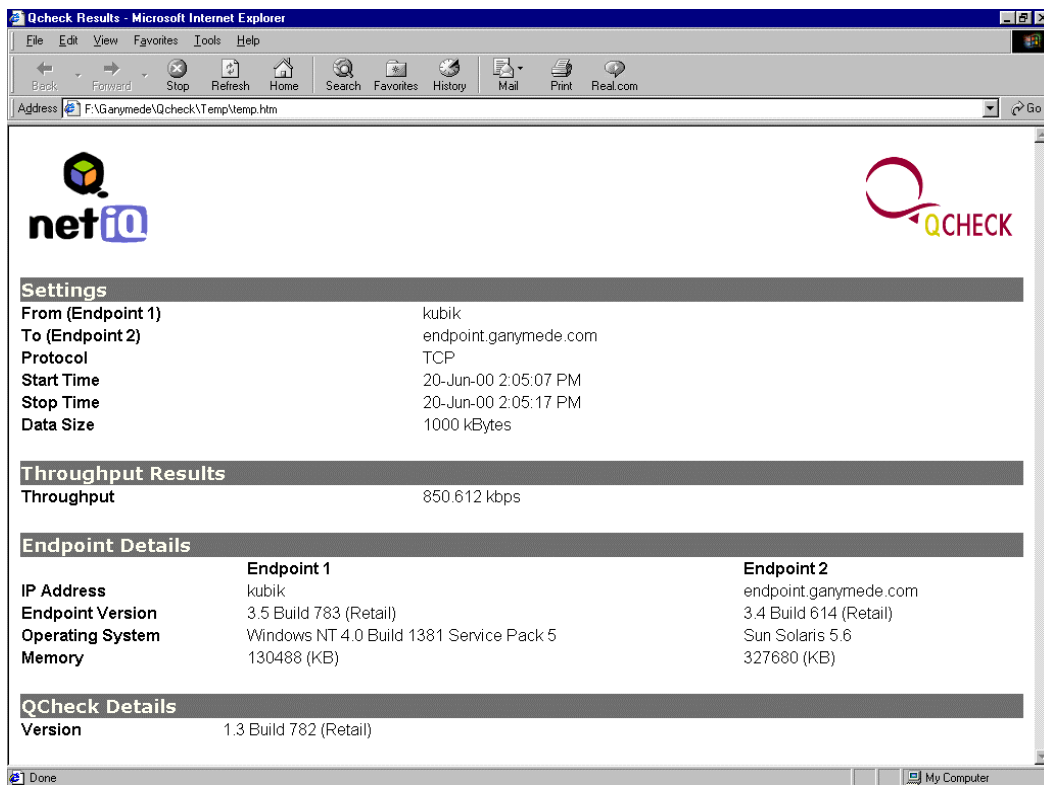 Qcheck Results - Microsoft Internet Explorer
File Edit View Favorites Tools Help
Back Forward Stop Refresh Home Search Favorites History Mail Print Real.com
Address F:\Ganymede\Qcheck\Temp\temp.htm Go
netiQ
QCHECK
Settings
From (Endpoint 1) kubik
To (Endpoint 2) endpoint.ganymede.com
Protocol TCP
Start Time 20-Jun-00 2:05:07 PM
Stop Time 20-Jun-00 2:05:17 PM
Data Size 1000 kBytes
Throughput Results
Throughput 850.612 kbps
Endpoint Details
Endpoint 1 Endpoint 2
IP Address kubik endpoint.ganymede.com
Endpoint Version 3.5 Build 783 (Retail) 3.4 Build 614 (Retail)
Operating System Windows NT 4.0 Build 1381 Service Pack 5 Sun Solaris 5.6
Memory 130488 (KB) 327680 (KB)
QCheck Details
Version 1.3 Build 782 (Retail)
Done My Computer